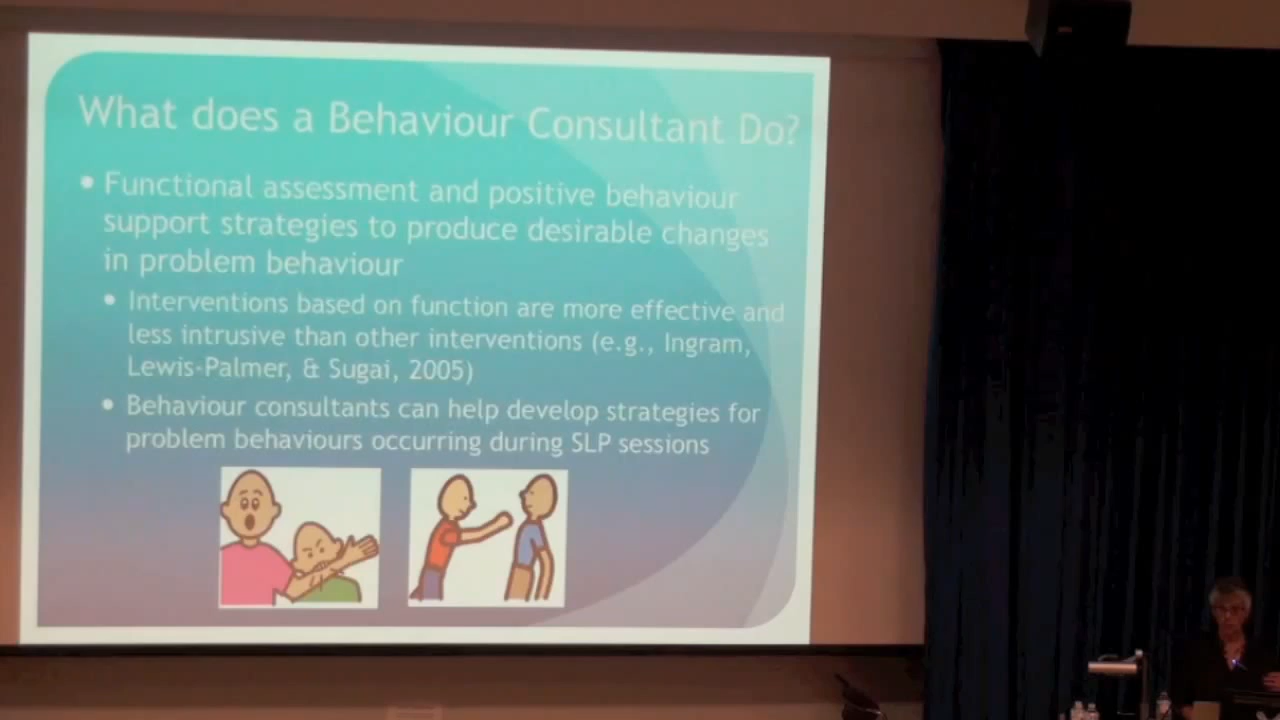 What does a Behaviour Consultant Do?
• Functional assessment and positive behaviour
support strategies to produce desirable changes
in problem behaviour
• Interventions based on function are more effective and
less intrusive than other interventions (e.g., Ingram,
Lewis-Palmer, & Sugai, 2005)
• Behaviour consultants can help develop strategies for
problem behaviours occurring during SLP sessions